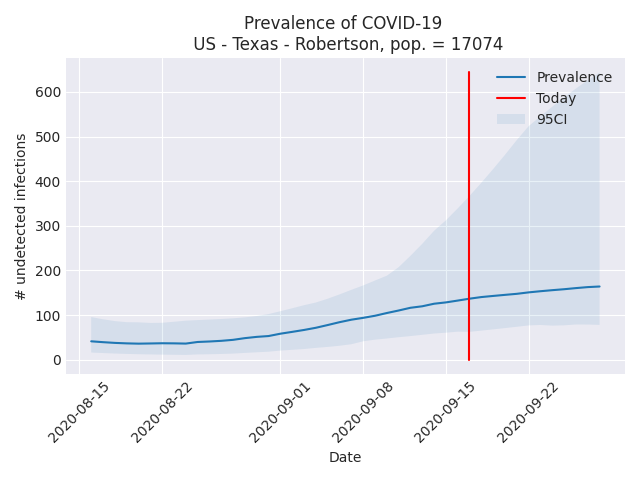 Prevalence of COVID-19
US - Texas - Robertson, pop. = 17074
Prevalence
Today
95CI
600
500
400
300
200
100
0
# undetected infections
2020-08-15
2020-08-22
2020-09-01
2020-09-08
2020-09-15
2020-09-22
Date